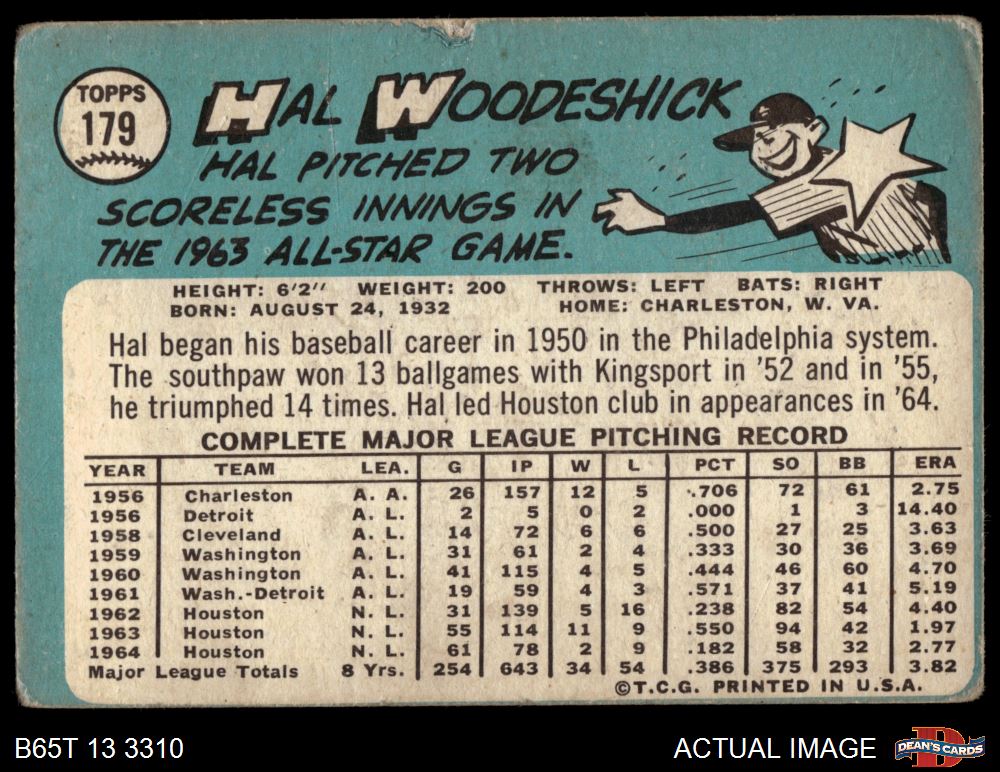 TOPPS
179
HAL WOODESHICK
HAL PITCHED TWO
SCORELESS INNINGS IN
THE 1963 ALL-STAR GAME.
HEIGHT: 6'2" WEIGHT: 200 THROWS: LEFT BATS: RIGHT
BORN: AUGUST 24, 1932 HOME: CHARLESTON, W. VA.
Hal began his baseball career in 1950 in the Philadelphia system.
The southpaw won 13 ballgames with Kingsport in '52 and in '55,
he triumphed 14 times. Hal led Houston club in appearances in '64.
COMPLETE MAJOR LEAGUE PITCHING RECORD
YEAR TEAM LEA. G IP W L PCT SO BB ERA
1956 Charleston A. A. 26 157 12 5 .706 72 61 2.75
1956 Detroit A. L. 2 5 0 2 .000 1 3 14.40
1958 Cleveland A. L. 14 72 6 6 .500 27 25 3.63
1959 Washington A. L. 31 61 2 4 .333 30 36 3.69
1960 Washington A. L. 41 115 4 5 .444 46 60 4.70
1961 Wash.-Detroit A. L. 19 59 4 3 .571 37 41 5.19
1962 Houston N. L. 31 139 5 16 .238 82 54 4.40
1963 Houston N. L. 55 114 11 9 .550 94 42 1.97
1964 Houston N. L. 61 78 2 9 .182 58 32 2.77
Major League Totals 8 Yrs. 254 643 34 54 .386 375 293 3.82
©T.C.G. PRINTED IN U.S.A.
B65T 13 3310 ACTUAL IMAGE
D
DEAN'S CARDS